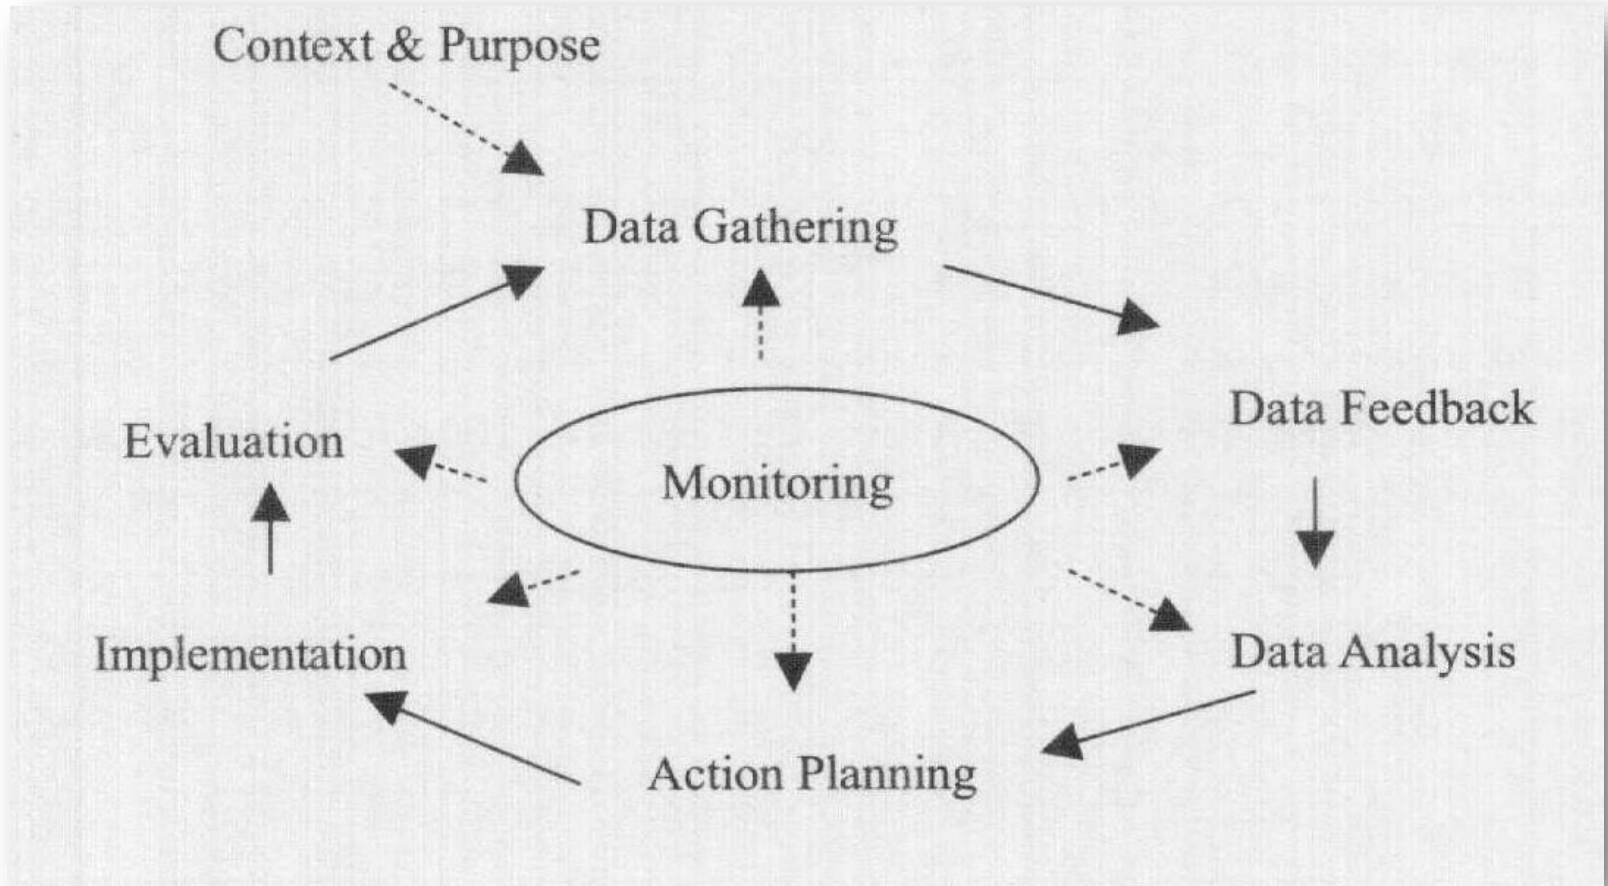 Context & Purpose
Data Gathering
Data Feedback
Evaluation
Monitoring
Implementation
Data Analysis
Action Planning